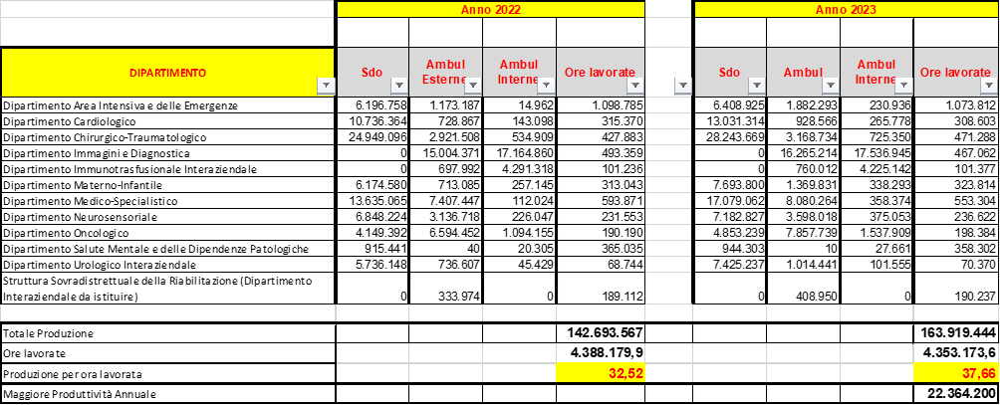 Anno 2022 Anno 2023
DIPARTIMENTO Sdo Ambul Esterne Ambul Interne Ore lavorate Sdo Ambul Ambul Interne Ore lavorate
Dipartimento Area Intensiva e delle Emergenze 6.196.758 1.173.187 14.962 1.098.785 6.408.925 1.882.293 230.936 1.073.812
Dipartimento Cardiologico 10.736.364 728.867 143.098 315.370 13.031.314 928.566 265.778 308.603
Dipartimento Chirurgico-Traumatologico 24.949.096 2.921.508 534.909 427.883 28.243.669 3.168.734 725.350 471.288
Dipartimento Immagini e Diagnostica 0 15.004.371 17.164.860 493.359 0 16.265.214 17.536.945 467.062
Dipartimento Immunotrasfusionale Interaziendale 0 697.992 4.291.318 101.236 0 760.012 4.225.142 101.377
Dipartimento Materno-Infantile 6.174.580 713.085 257.145 313.043 7.693.800 1.369.831 338.293 323.814
Dipartimento Medico-Specialistico 13.635.065 7.407.447 112.024 593.871 17.079.062 8.080.264 358.374 553.304
Dipartimento Neurosensoriale 6.848.224 3.136.718 226.047 231.553 7.182.827 3.598.018 375.053 236.622
Dipartimento Oncologico 4.149.392 6.594.452 1.094.155 190.190 4.853.239 7.857.739 1.537.909 198.384
Dipartimento Salute Mentale e delle Dipendenze Patologiche 915.441 40 20.305 365.035 944.303 10 27.661 358.302
Dipartimento Urologico Interaziendale 5.736.148 736.607 45.429 68.744 7.425.237 1.014.441 101.555 70.370
Struttura Sovradistrettuale della Riabilitazione (Dipartimento
Interaziendale da istituire) 0 333.974 0 189.112 0 408.950 0 190.237
Totale Produzione 142.693.567 163.919.444
Ore lavorate 4.388.179,9 4.353.173,6
Produzione per ora lavorata 32,52 37,66
Maggiore Produttività Annuale 22.364.200